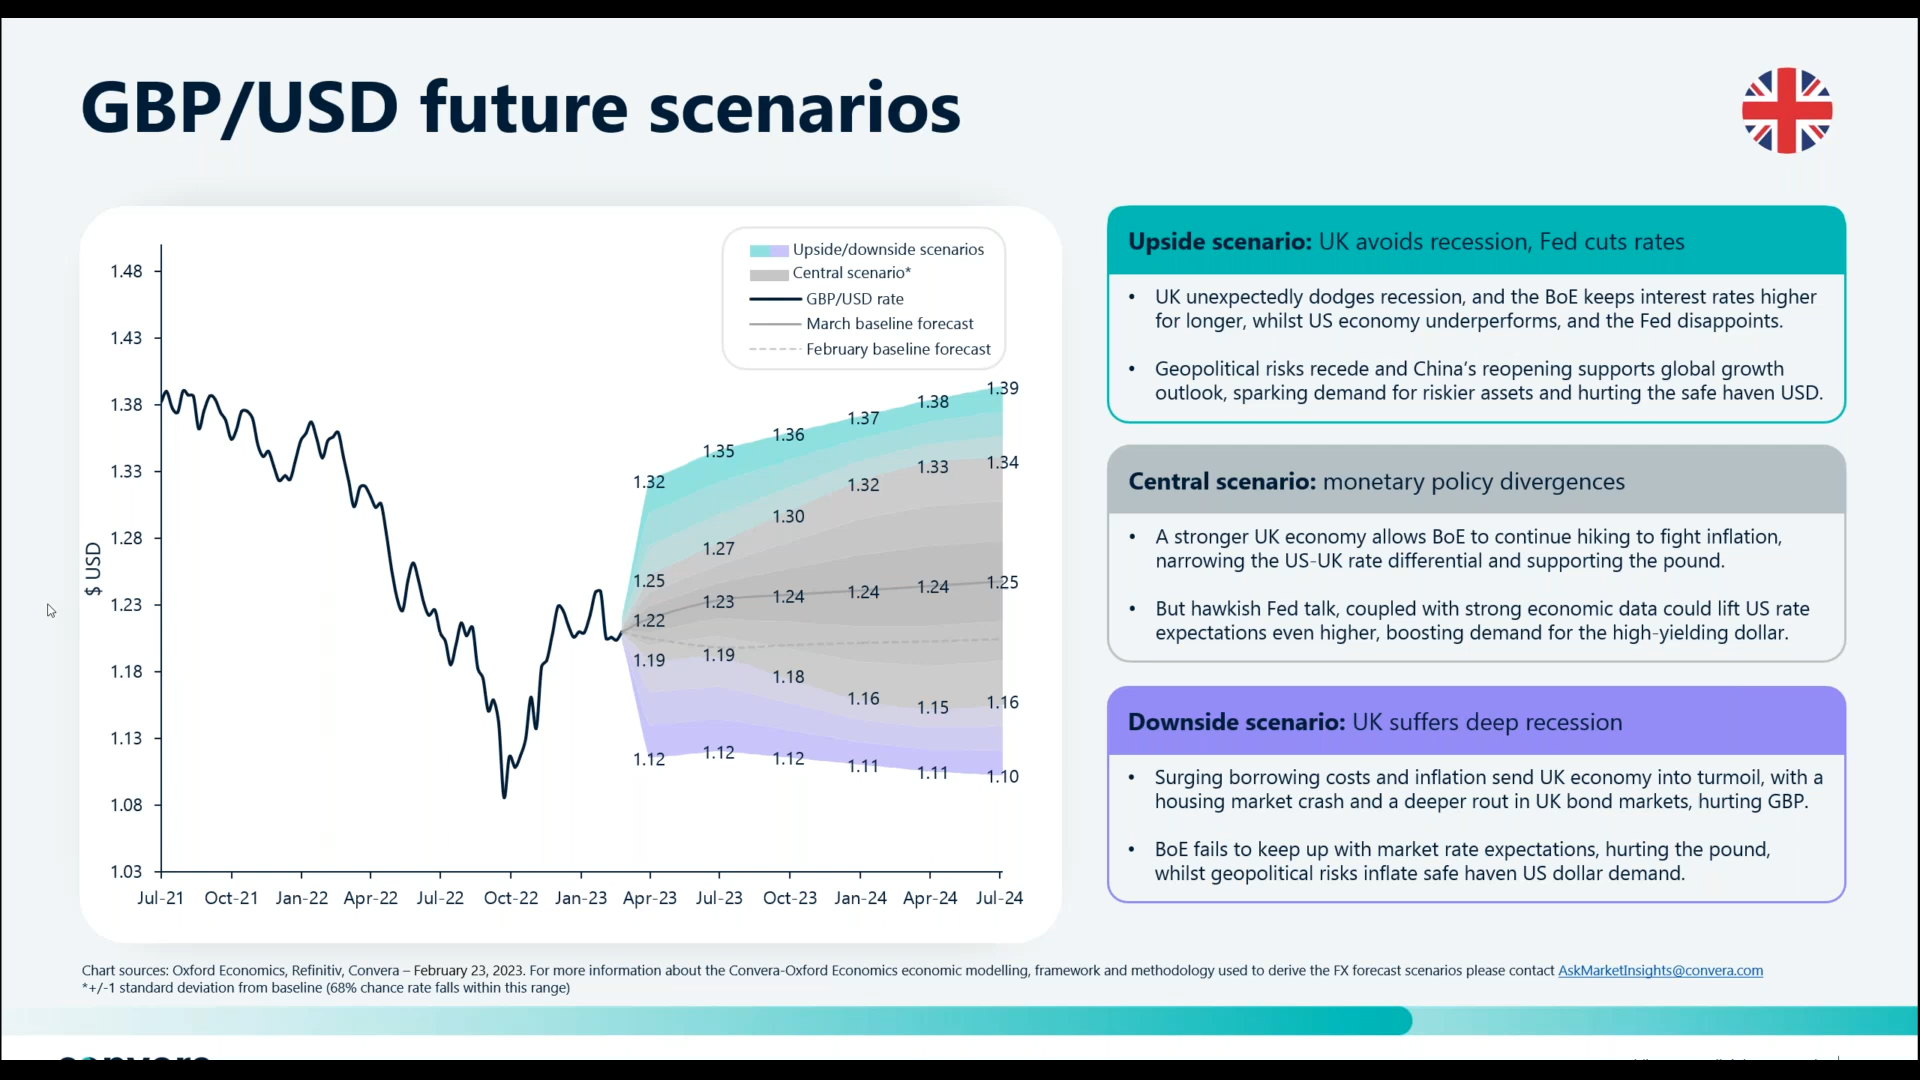 GBP/USD future scenarios
Upside/downside scenarios
Central scenario*
GBP/USD rate
March baseline forecast
February baseline forecast
$ USD
1.48
1.43
1.38
1.33
1.28
1.23
1.18
1.13
1.08
1.03
1.32
1.35
1.36
1.37
1.38
1.39
1.25
1.27
1.30
1.32
1.33
1.34
1.22
1.23
1.24
1.24
1.24
1.25
1.19
1.19
1.18
1.16
1.15
1.16
1.12
1.12
1.12
1.11
1.11
1.10
Jul-21 Oct-21 Jan-22 Apr-22 Jul-22 Oct-22 Jan-23 Apr-23 Jul-23 Oct-23 Jan-24 Apr-24 Jul-24
Upside scenario: UK avoids recession, Fed cuts rates
• UK unexpectedly dodges recession, and the BoE keeps interest rates higher
for longer, whilst US economy underperforms, and the Fed disappoints.
• Geopolitical risks recede and China's reopening supports global growth
outlook, sparking demand for riskier assets and hurting the safe haven USD.
Central scenario: monetary policy divergences
• A stronger UK economy allows BoE to continue hiking to fight inflation,
narrowing the US-UK rate differential and supporting the pound.
• But hawkish Fed talk, coupled with strong economic data could lift US rate
expectations even higher, boosting demand for the high-yielding dollar.
Downside scenario: UK suffers deep recession
• Surging borrowing costs and inflation send UK economy into turmoil, with a
housing market crash and a deeper rout in UK bond markets, hurting GBP.
• BoE fails to keep up with market rate expectations, hurting the pound,
whilst geopolitical risks inflate safe haven US dollar demand.
Chart sources: Oxford Economics, Refinitiv, Convera – February 23, 2023. For more information about the Convera-Oxford Economics economic modelling, framework and methodology used to derive the FX forecast scenarios please contact AskMarketInsights@convera.com
*+/-1 standard deviation from baseline (68% chance rate falls within this range)
convera